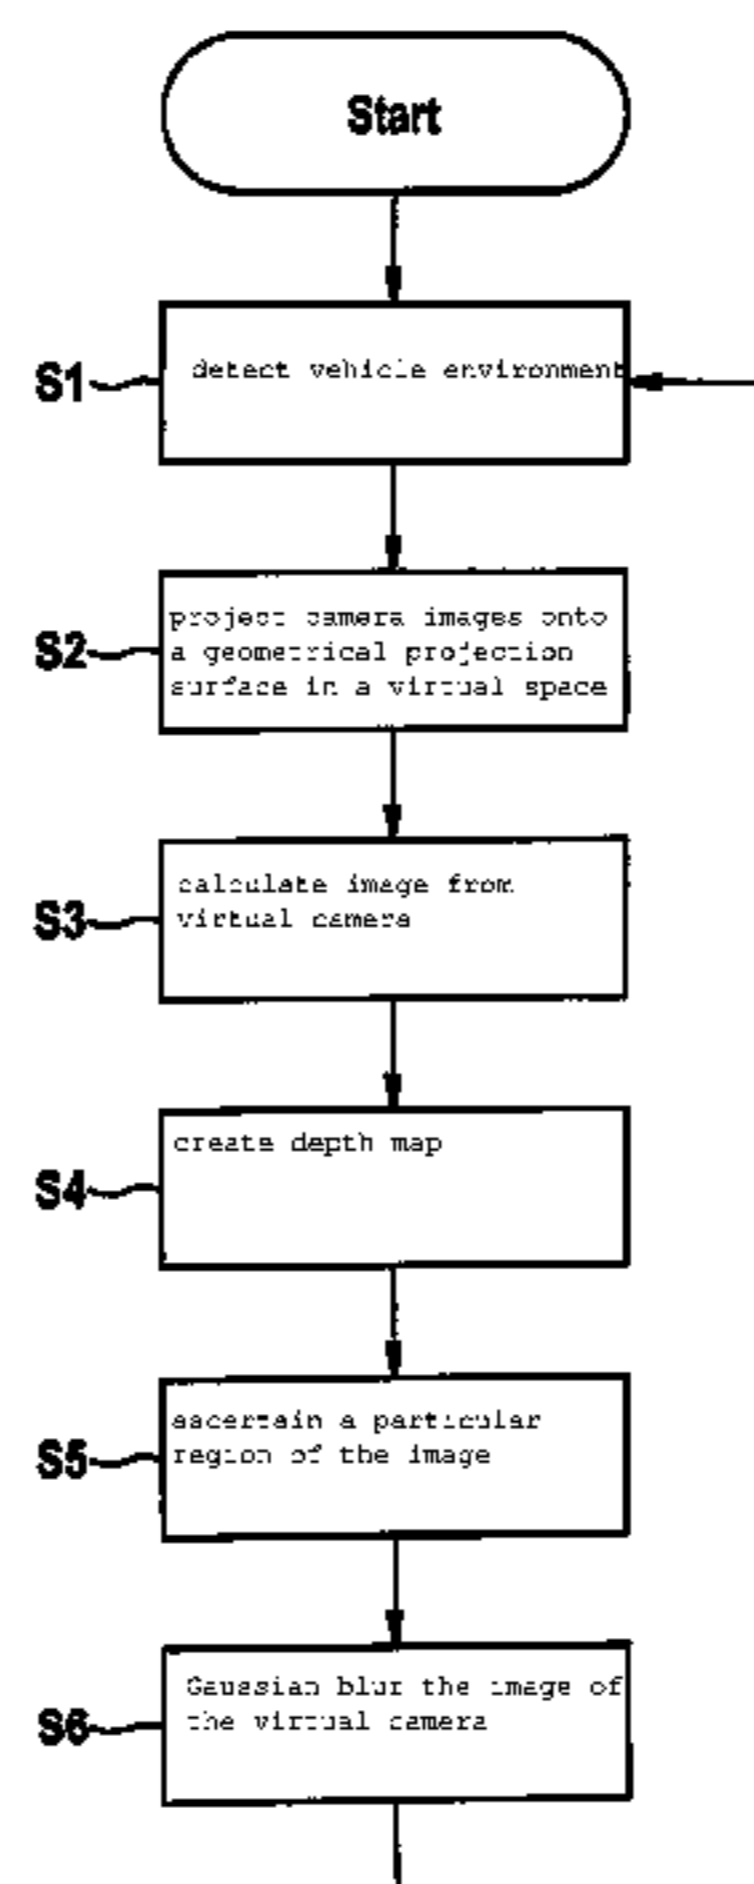 Start
S1
detect vehicle environment
S2
project camera images onto
a geometrical projection
surface in a virtual space
S3
calculate image from
virtual camera
S4
create depth map
S5
ascertain a particular
region of the image
S6
Gaussian blur the image of
the virtual camera